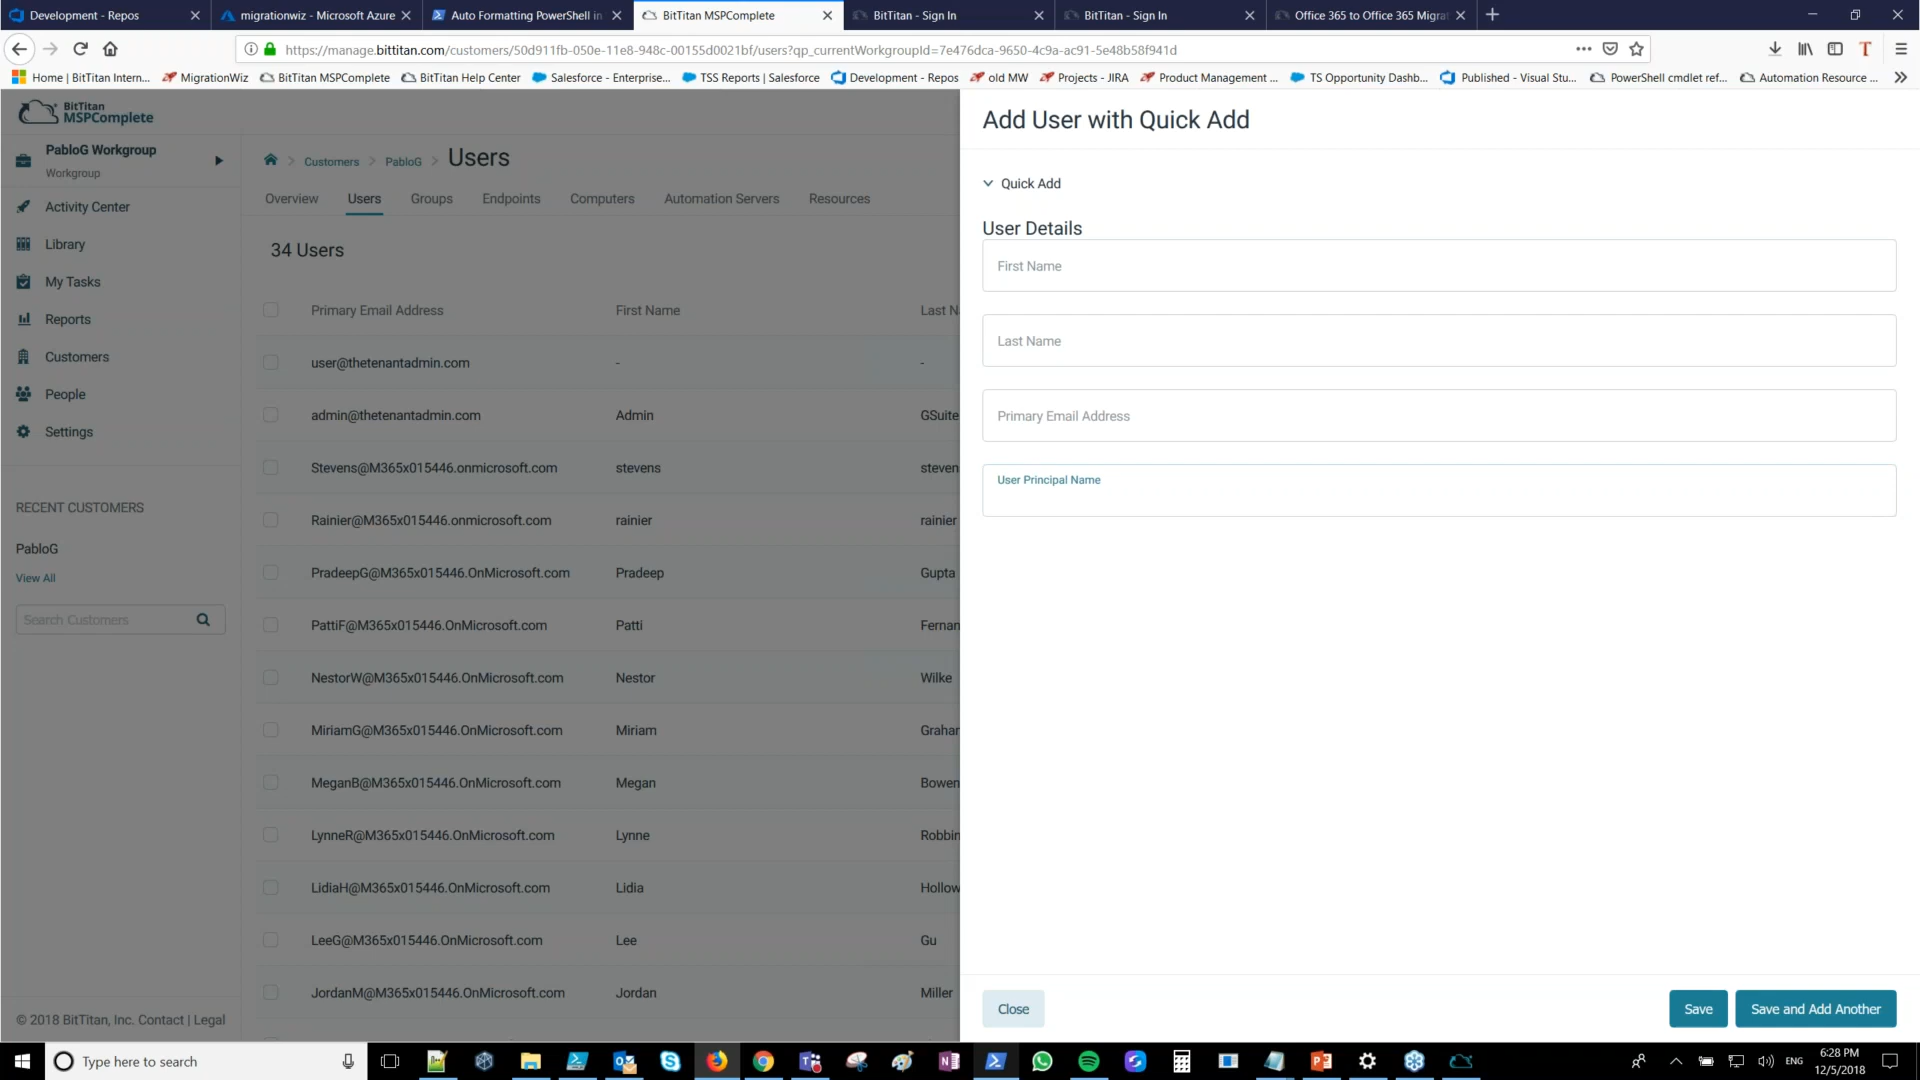 Development - Repos
migrationwiz - Microsoft Azure
Auto Formatting PowerShell in
BitTitan MSPComplete
BitTitan - Sign In
BitTitan - Sign In
Office 365 to Office 365 Migrat
https://manage.bittitan.com/customers/50d911fb-050e-11e8-948c-00155d0021bf/users?qp_currentWorkgroupId=7e476dca-9650-4c9a-ac91-5e48b58f941d
Home | BitTitan Intern...
MigrationWiz
BitTitan MSPComplete
BitTitan Help Center
Salesforce - Enterprise...
TSS Reports | Salesforce
Development - Repos
old MW
Projects - JIRA
Product Management ...
TS Opportunity Dashb...
Published - Visual Stu...
PowerShell cmdlet ref...
Automation Resource ...
BitTitan
MSPComplete
PabloG Workgroup
Workgroup
Activity Center
Library
My Tasks
Reports
Customers
People
Settings
RECENT CUSTOMERS
PabloG
View All
Search Customers
© 2018 BitTitan, Inc. Contact | Legal
Customers > PabloG > Users
Overview Users Groups Endpoints Computers Automation Servers Resources
34 Users
Primary Email Address First Name Last N
user@thetenantadmin.com - -
admin@thetenantadmin.com Admin GSuite
Stevens@M365x015446.onmicrosoft.com stevens steven
Rainier@M365x015446.onmicrosoft.com rainier rainier
PradeepG@M365x015446.OnMicrosoft.com Pradeep Gupta
PattiF@M365x015446.OnMicrosoft.com Patti Fernan
NestorW@M365x015446.OnMicrosoft.com Nestor Wilke
MiriamG@M365x015446.OnMicrosoft.com Miriam Grahar
MeganB@M365x015446.OnMicrosoft.com Megan Bowen
LynneR@M365x015446.OnMicrosoft.com Lynne Robbin
LidiaH@M365x015446.OnMicrosoft.com Lidia Hollow
LeeG@M365x015446.OnMicrosoft.com Lee Gu
JordanM@M365x015446.OnMicrosoft.com Jordan Miller
Add User with Quick Add
Quick Add
User Details
First Name
Last Name
Primary Email Address
User Principal Name
Close
Save
Save and Add Another
Type here to search
ENG
6:28 PM
12/5/2018